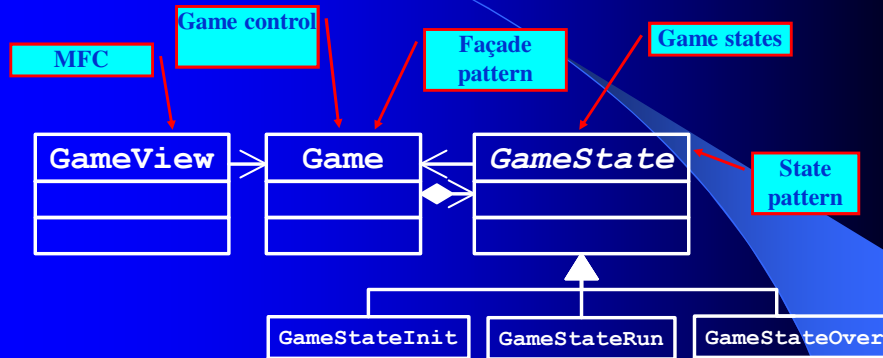 Game control
MFC
Façade
pattern
Game states
GameView
Game
GameState
State
pattern
GameStateInit
GameStateRun
GameStateOver